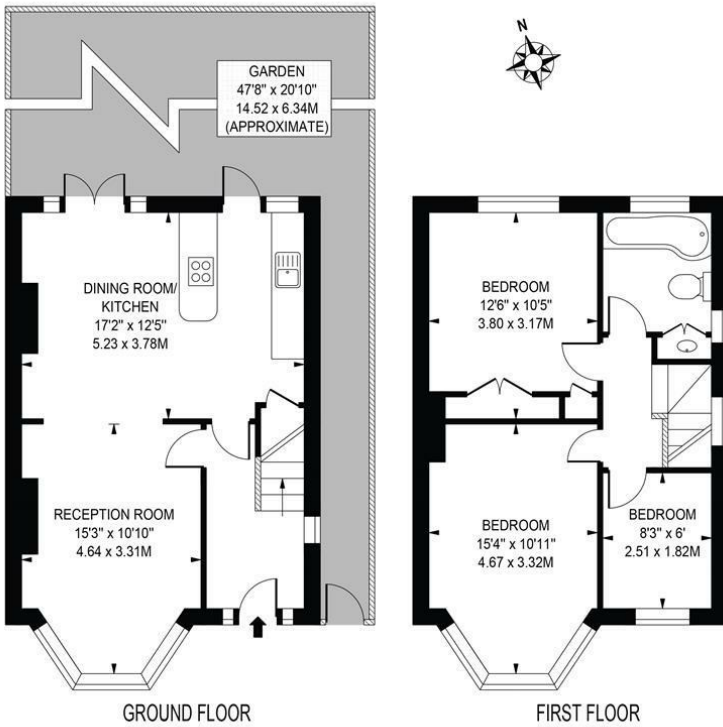 N
GARDEN
47'8" x 20'10"
14.52 x 6.34M
(APPROXIMATE)
DINING ROOM/
KITCHEN
17'2" x 12'5"
5.23 x 3.78M
RECEPTION ROOM
15'3" x 10'10"
4.64 x 3.31M
GROUND FLOOR
BEDROOM
12'6" x 10'5"
3.80 x 3.17M
BEDROOM
15'4" x 10'11"
4.67 x 3.32M
BEDROOM
8'3" x 6'
2.51 x 1.82M
FIRST FLOOR